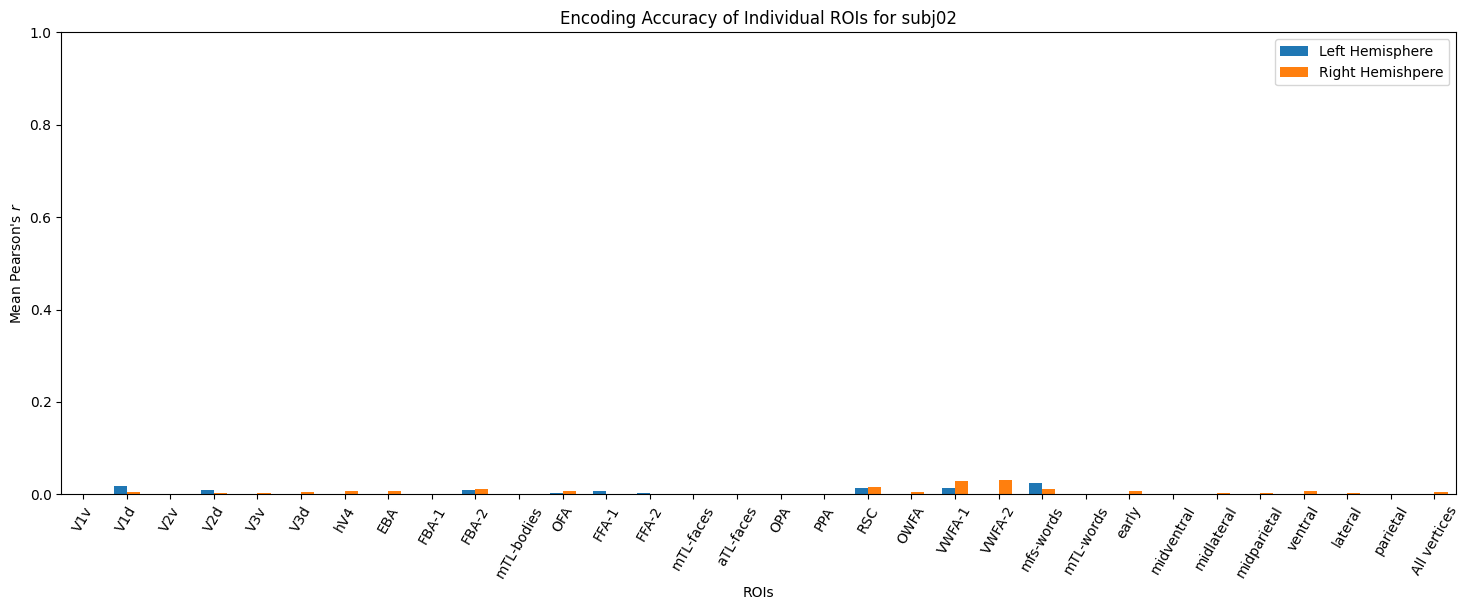 Encoding Accuracy of Individual ROIs for subj02
Left Hemisphere
Right Hemishpere
Mean Pearson's r
1.0
0.8
0.6
0.4
0.2
0.0
V1v
V1d
V2v
V2d
V3v
V3d
hV4
EBA
FBA-1
FBA-2
mTL-bodies
OFA
FFA-1
FFA-2
mTL-faces
aTL-faces
OPA
PPA
RSC
OWFA
VWFA-1
VWFA-2
mfs-words
mTL-words
early
midventral
midlateral
midparietal
ventral
lateral
parietal
All vertices
ROIs